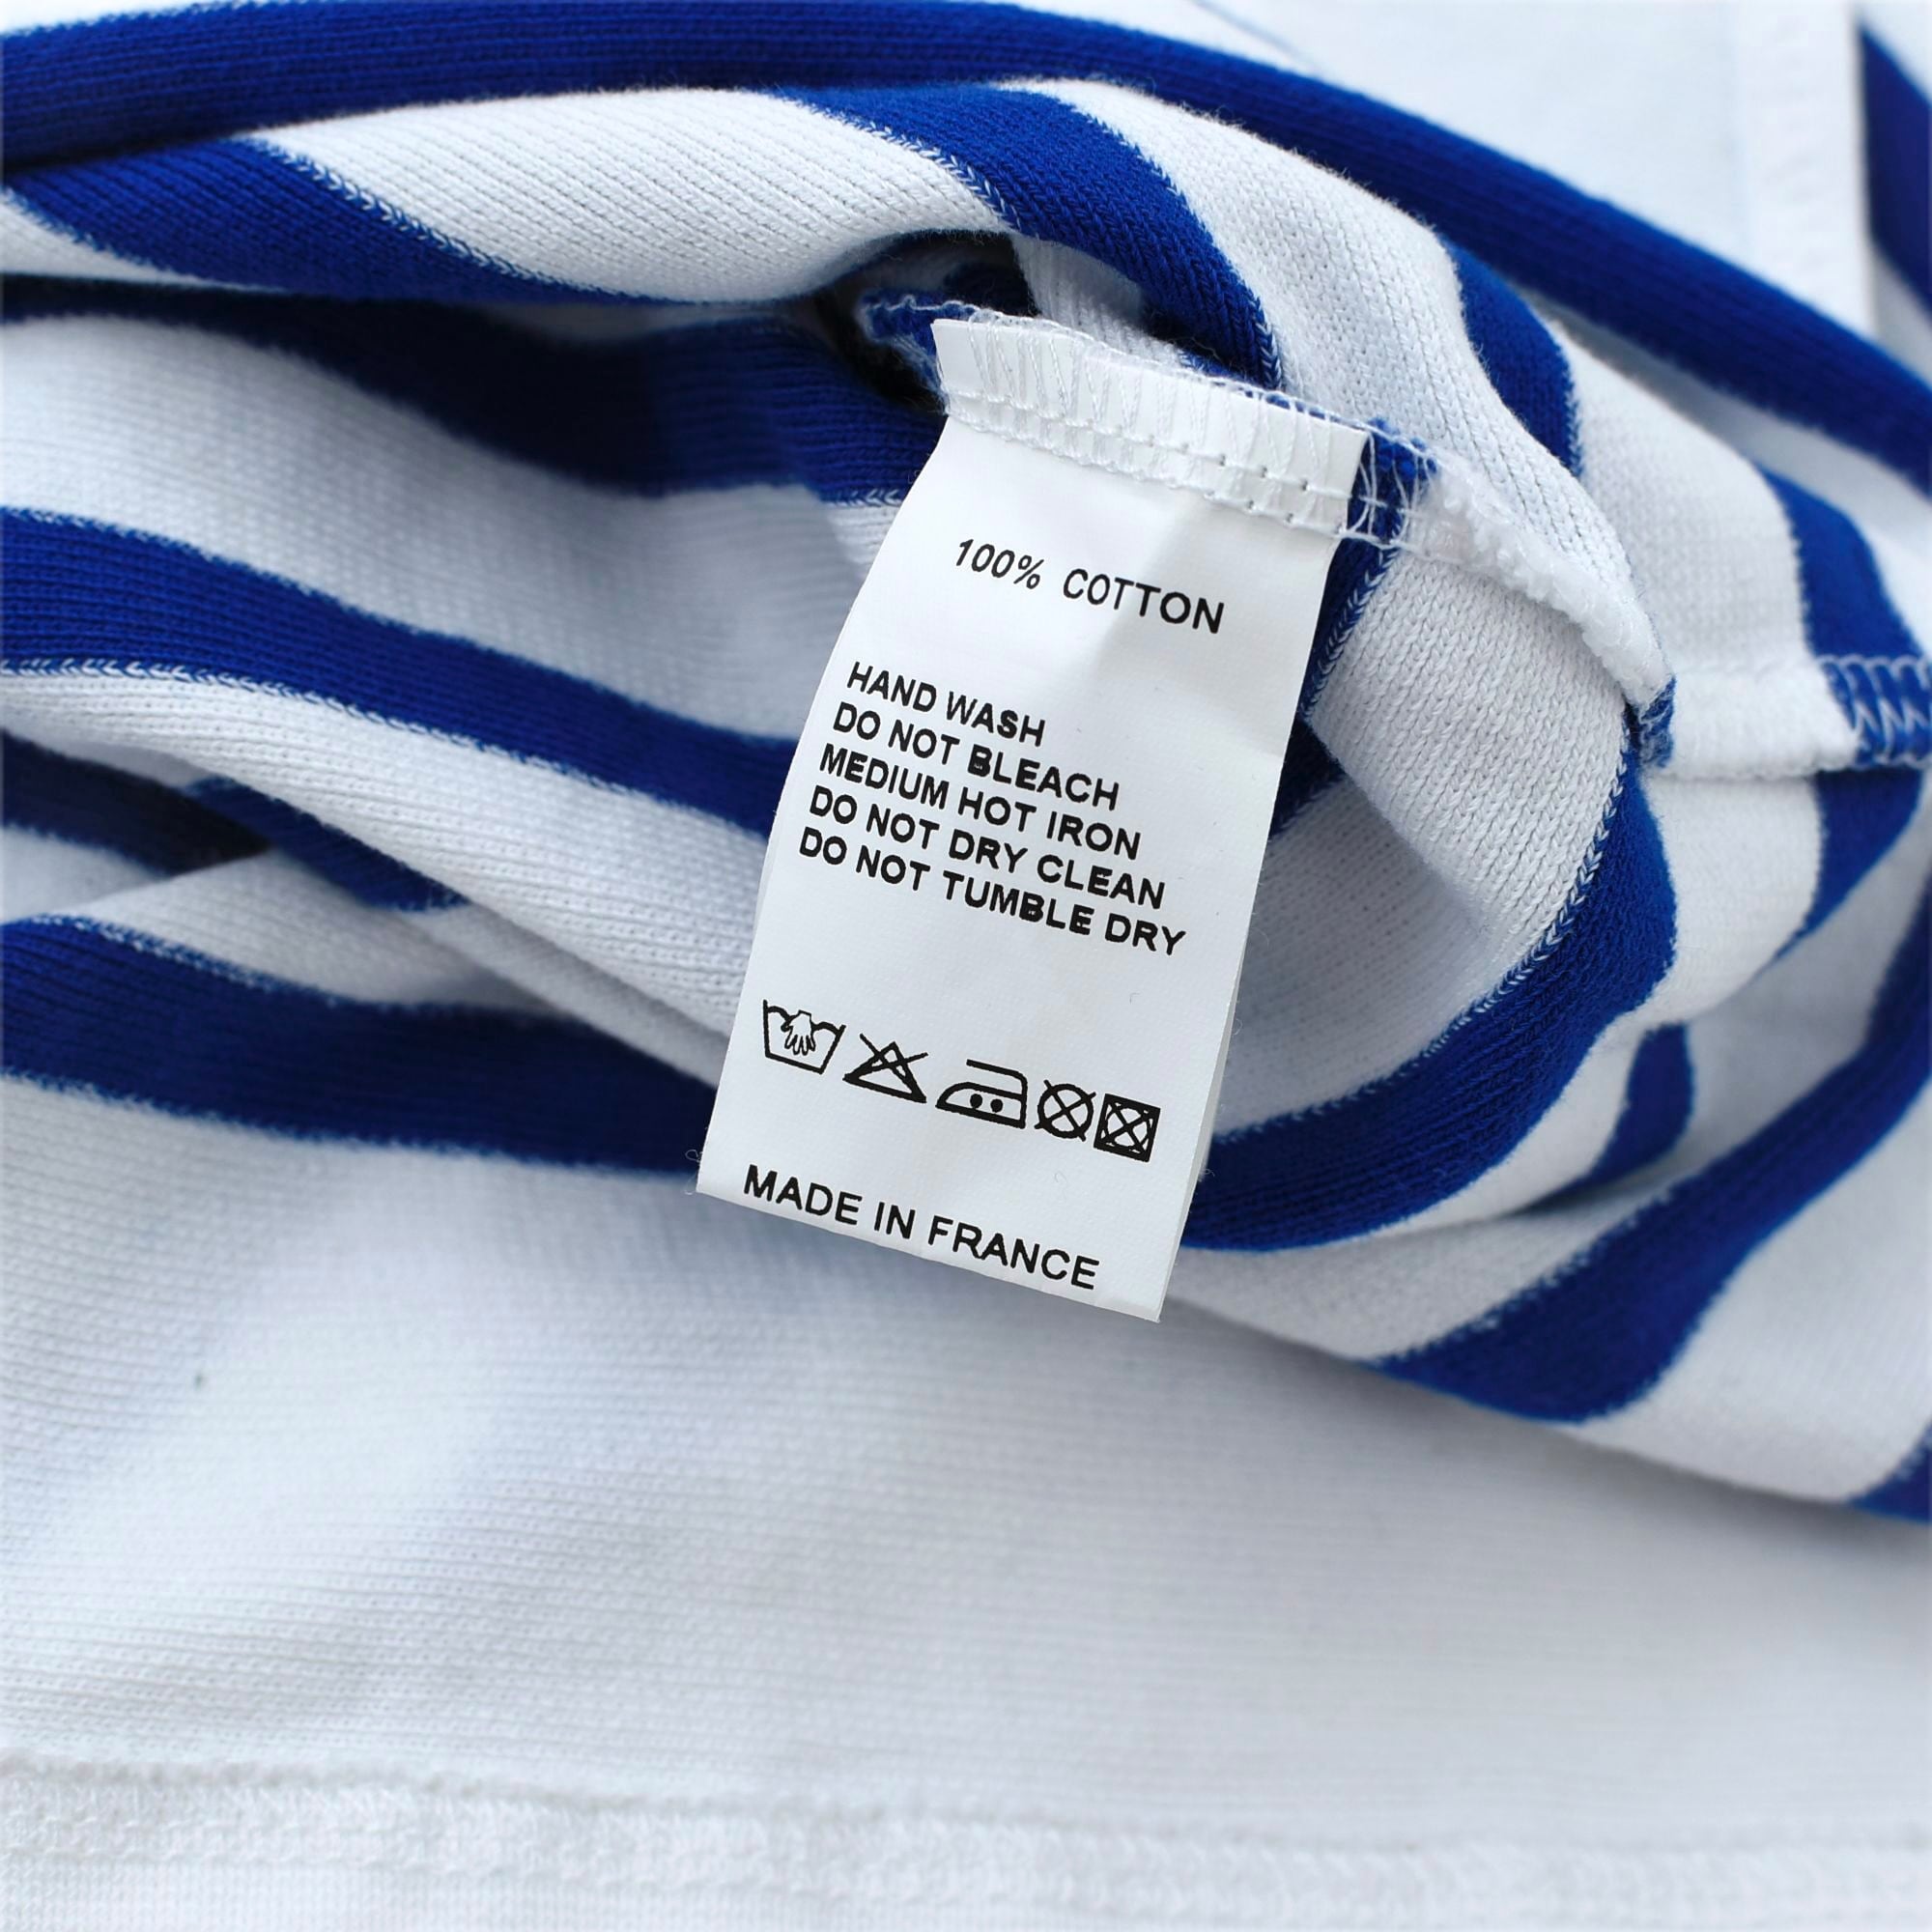 100% COTTON
HAND WASH
DO NOT BLEACH
MEDIUM HOT IRON
DO NOT DRY CLEAN
DO NOT TUMBLE DRY
MADE IN FRANCE